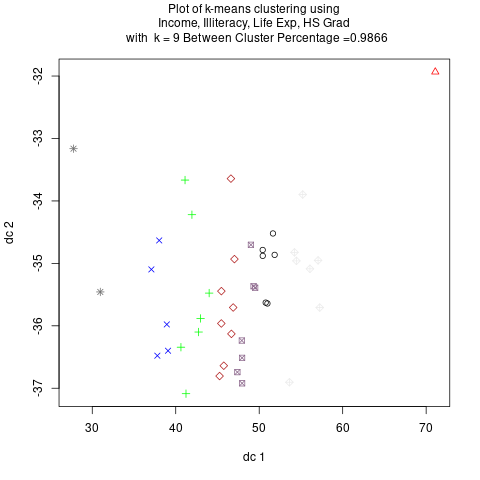 Plot of k-means clustering using
Income, Illiteracy, Life Exp, HS Grad
with k = 9 Between Cluster Percentage =0.9866
dc 2
-32
-33
-34
-35
-36
-37
30 40 50 60 70
dc 1